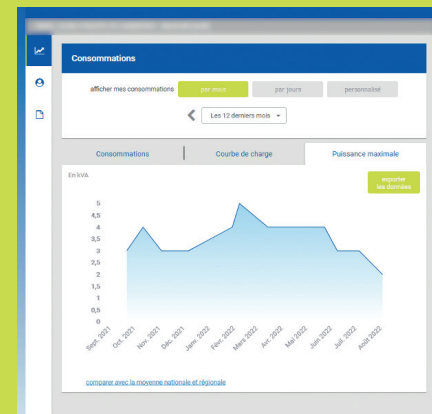 Consommations
afficher mes consommations par mois par jours personnalisé
Les 12 derniers mois
Consommations Courbe de charge Puissance maximale
En kVA
exporter
les données
5
4,5
4
3,5
3
2,5
2
1,5
1
0,5
0
Sept. 2021 Oct. 2021 Nov. 2021 Déc. 2021 Janv. 2022 Févr. 2022 Mars 2022 Avr. 2022 Mai 2022 Juin 2022 Juil. 2022 Août 2022
comparer avec la moyenne nationale et régionale